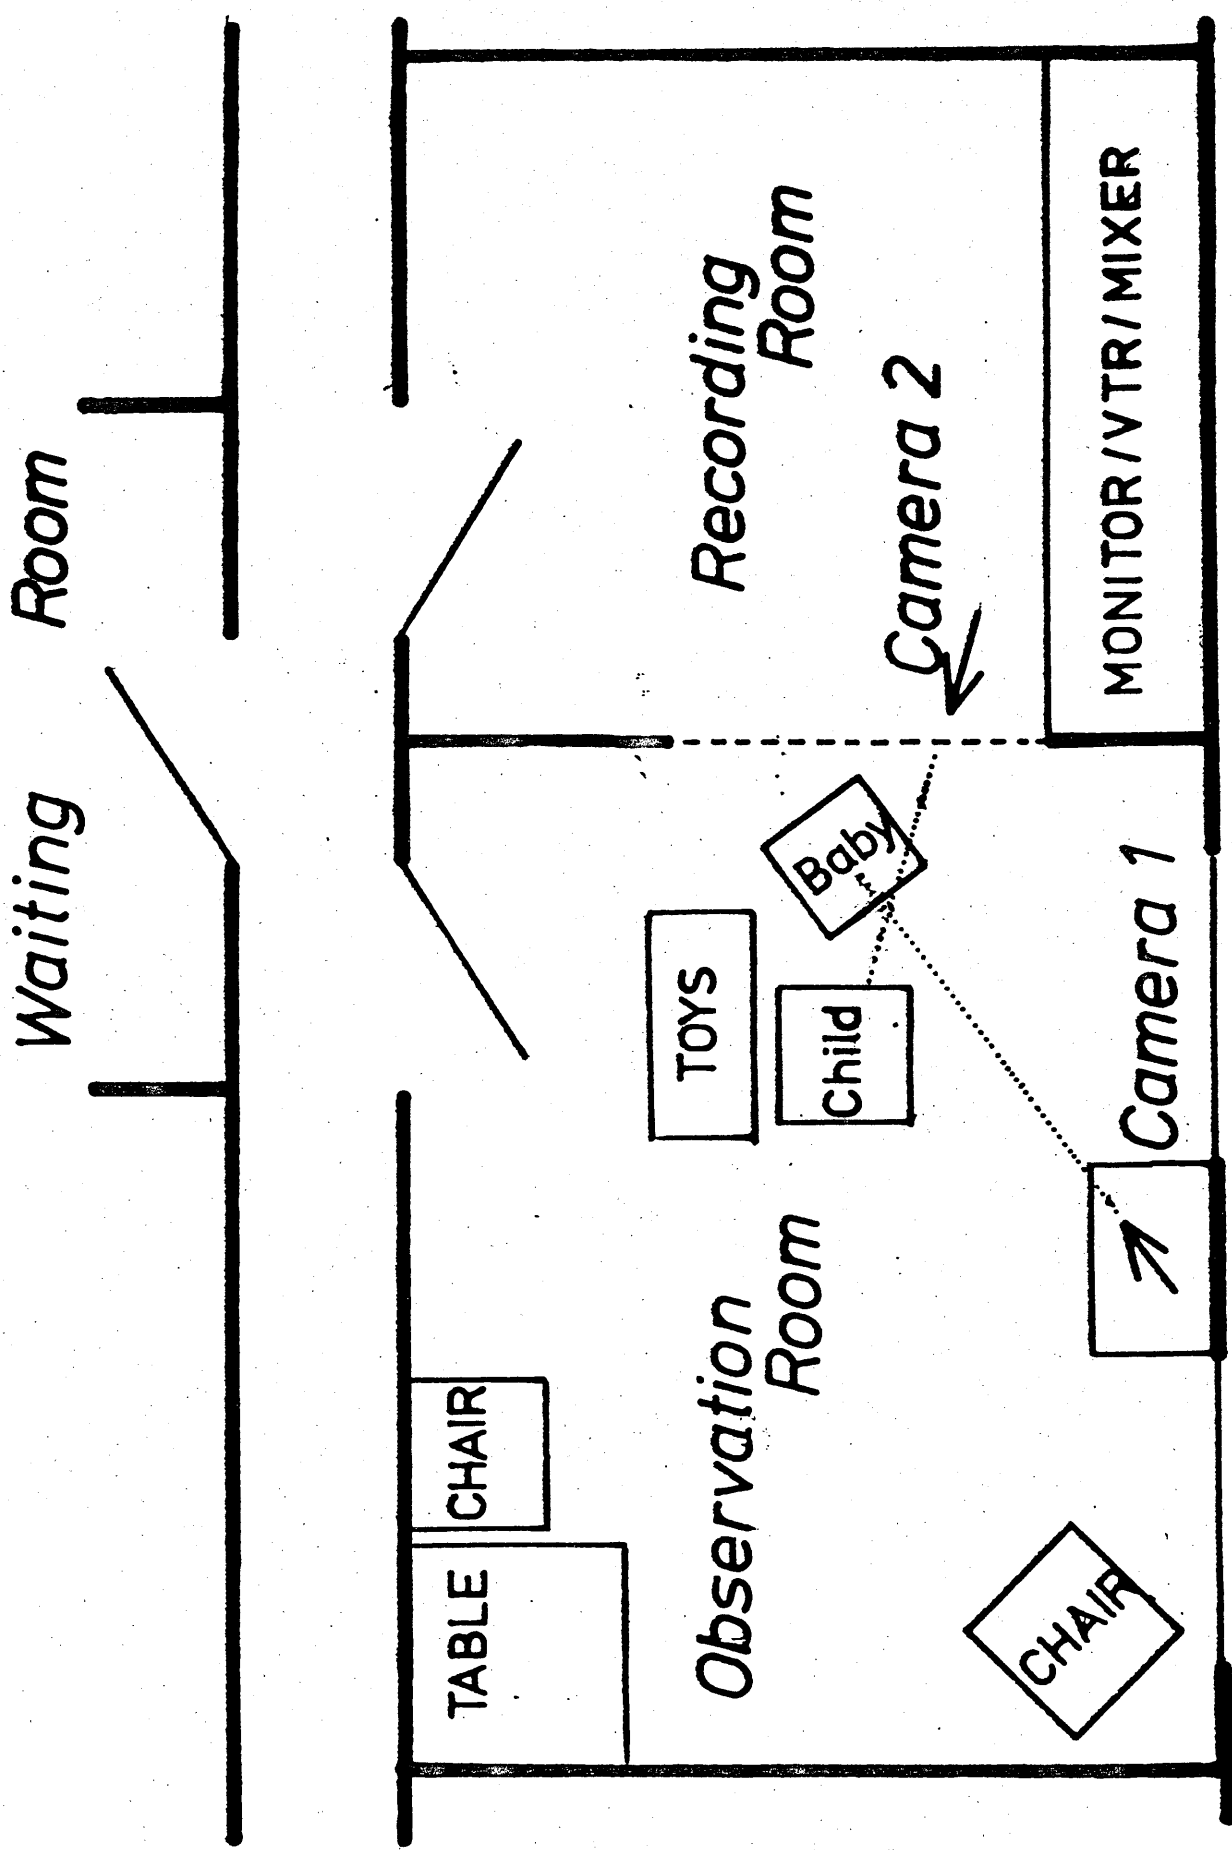 Waiting Room
TABLE
CHAIR
Observation
Room
TOYS
Child
Baby
CHAIR
Camera 1
Recording
Room
Camera 2
MONITOR/VTR/MIXER